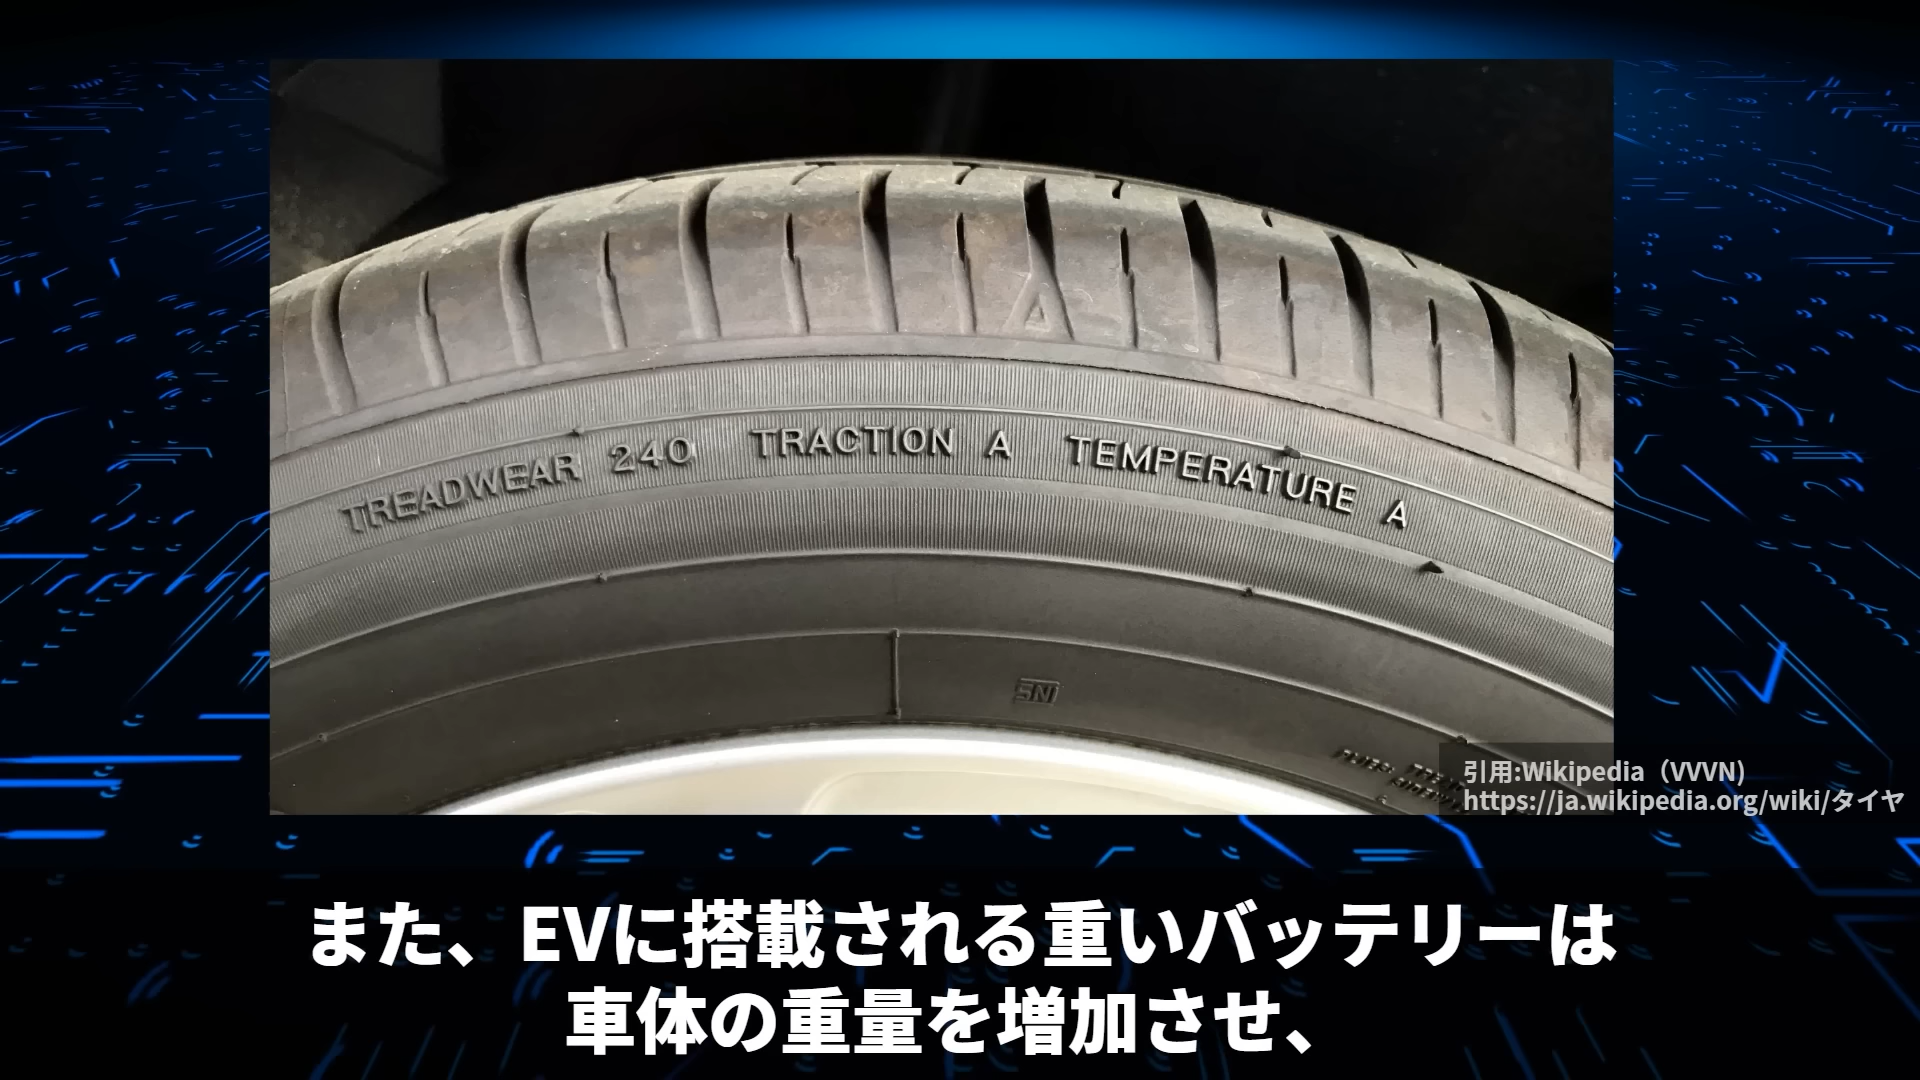 TREADWEAR 240 TRACTION A TEMPERATURE A
SNI
引用:Wikipedia（VVVN)
https://ja.wikipedia.org/wiki/タイヤ
また、EVに搭載される重いバッテリーは
車体の重量を増加させ、